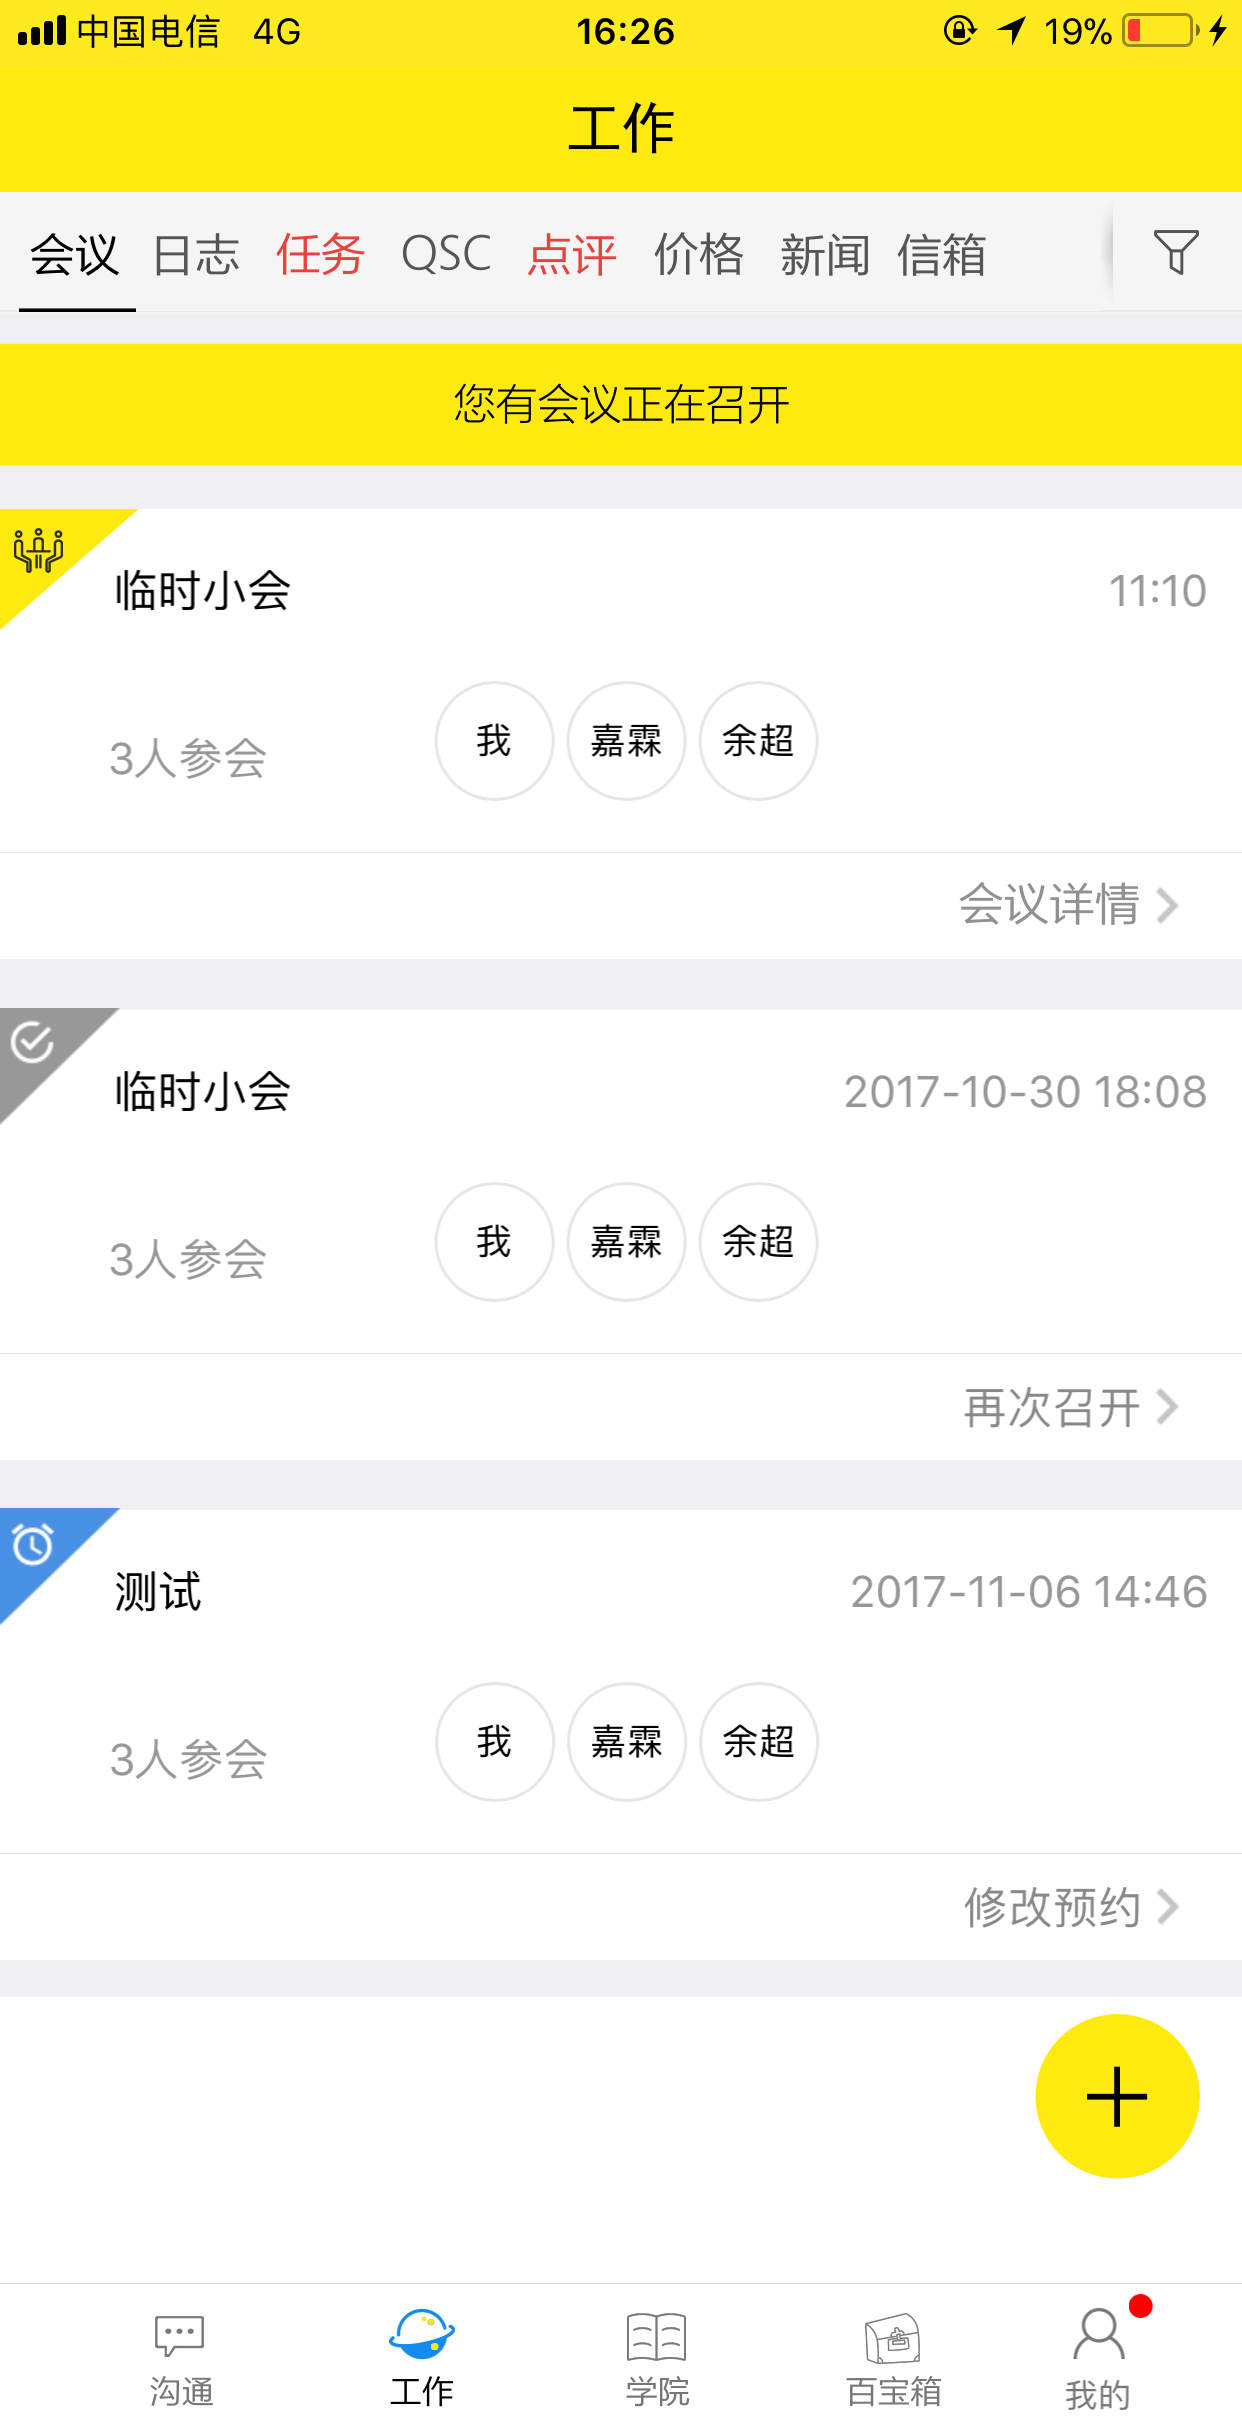 中国电信 4G 16:26 19%
工作
会议 日志 任务 QSC 点评 价格 新闻 信箱
您有会议正在召开
临时小会 11:10
3人参会 我 嘉霖 余超
会议详情
临时小会 2017-10-30 18:08
3人参会 我 嘉霖 余超
再次召开
测试 2017-11-06 14:46
3人参会 我 嘉霖 余超
修改预约
沟通 工作 学院 百宝箱 我的